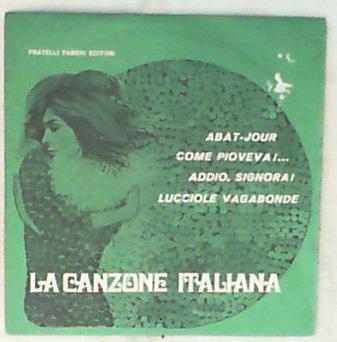 FRATELLI FABBRI EDITORI
ABAT-JOUR
COME PIOVEVA!...
ADDIO, SIGNORA!
LUCCIOLE VAGABONDE
LA CANZONE ITALIANA